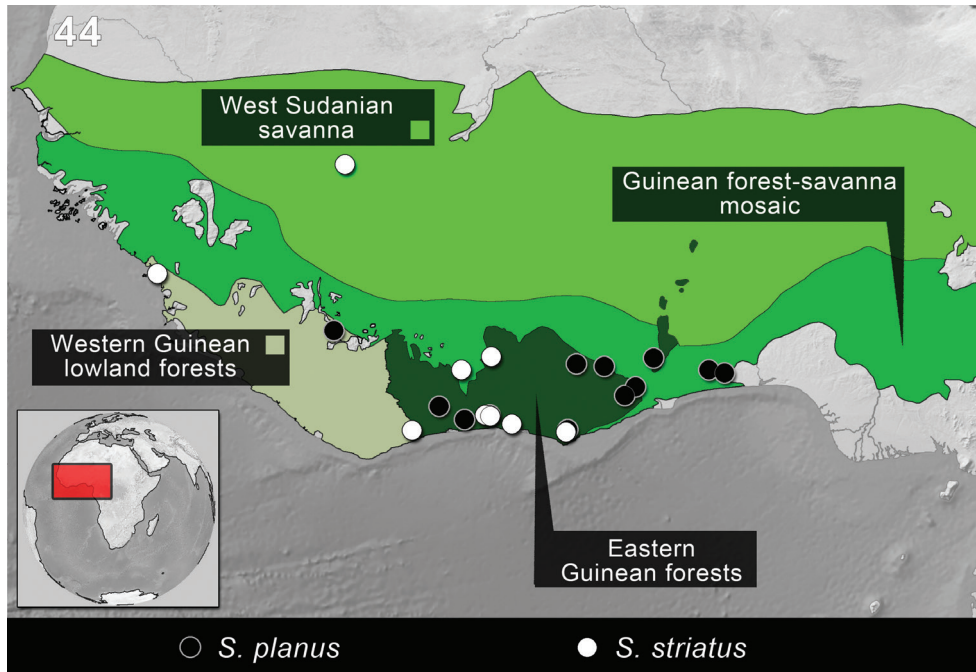 44
West Sudanian
savanna
Guinean forest-savanna
mosaic
Western Guinean
lowland forests
Eastern
Guinean forests
S. planus
S. striatus